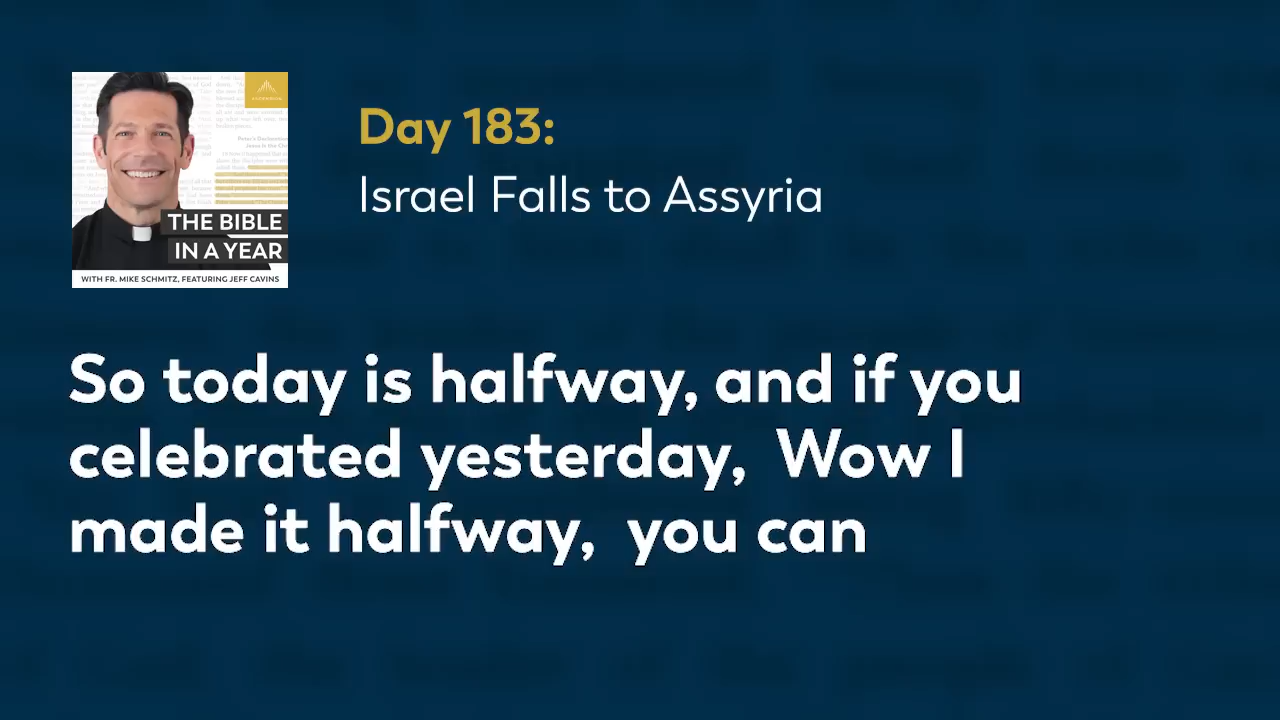 Day 183:
Israel Falls to Assyria
THE BIBLE
IN A YEAR
WITH FR. MIKE SCHMITZ, FEATURING JEFF CAVINS
So today is halfway, and if you
celebrated yesterday, Wow I
made it halfway, you can